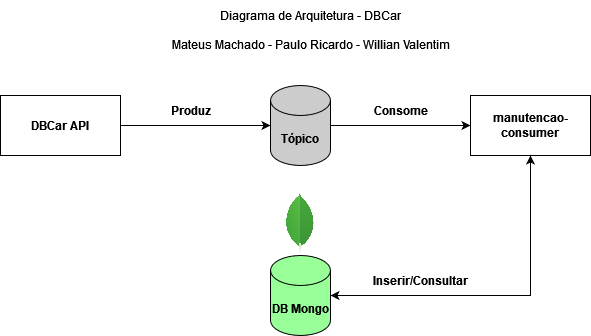 Diagrama de Arquitetura - DBCar
Mateus Machado - Paulo Ricardo - Willian Valentim
DBCar API
Produz
Tópico
Consome
manutencao-
consumer
Inserir/Consultar
DB Mongo